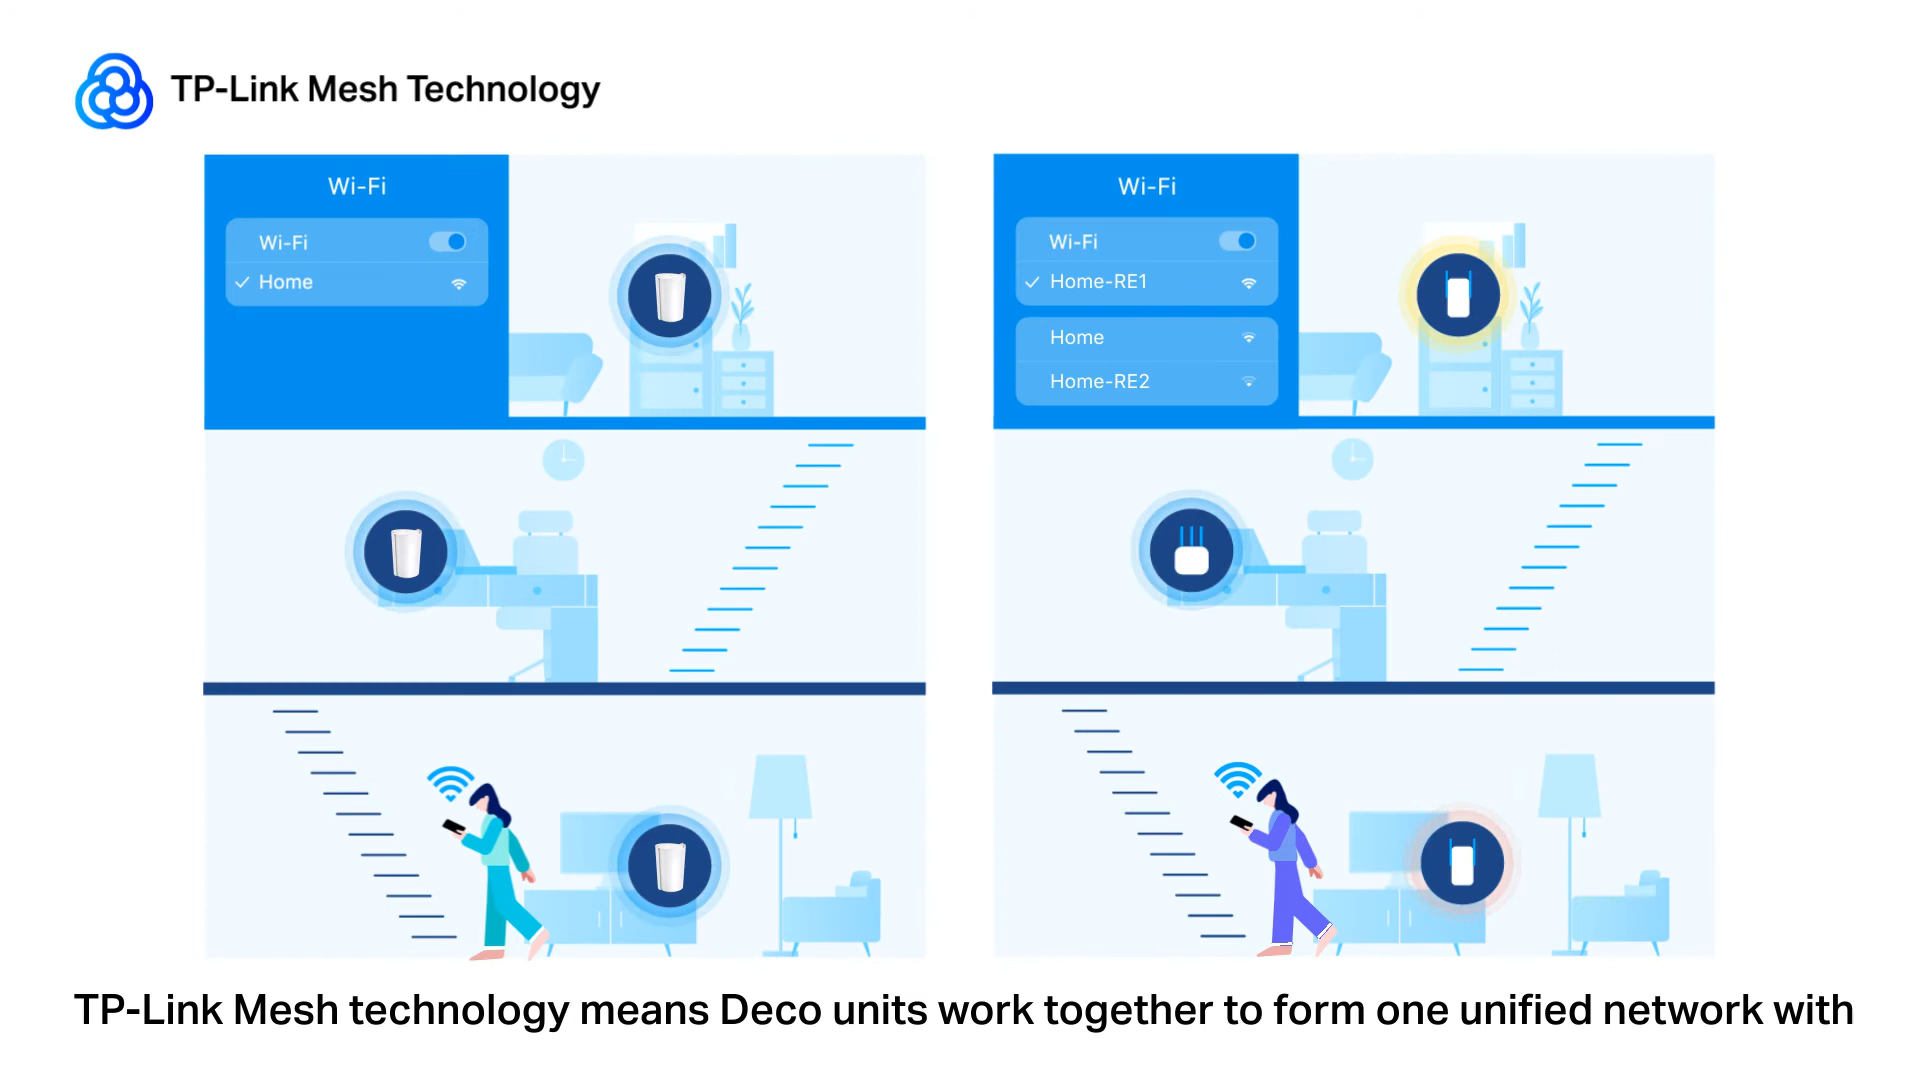 TP-Link Mesh Technology
Wi-Fi
Wi-Fi
Home
Wi-Fi
Wi-Fi
Home-RE1
Home
Home-RE2
TP-Link Mesh technology means Deco units work together to form one unified network with